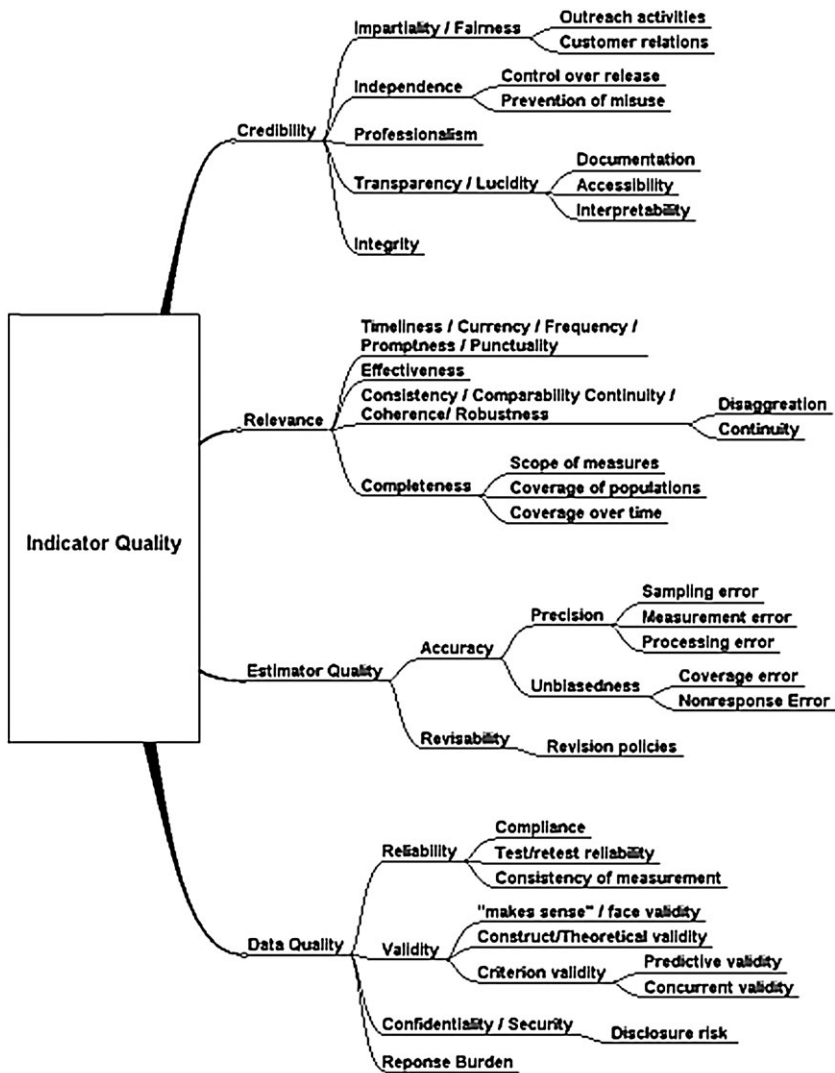 Indicator Quality
Credibility
Impartiality / Fairness
Outreach activities
Customer relations
Independence
Control over release
Prevention of misuse
Professionalism
Transparency / Lucidity
Documentation
Accessibility
Interpretability
Integrity
Relevance
Timeliness / Currency / Frequency /
Promptness / Punctuality
Effectiveness
Consistency / Comparability Continuity /
Coherence/ Robustness
Disaggreation
Continuity
Completeness
Scope of measures
Coverage of populations
Coverage over time
Estimator Quality
Accuracy
Precision
Sampling error
Measurement error
Processing error
Unbiasedness
Coverage error
Nonresponse Error
Revisability
Revision policies
Data Quality
Reliability
Compliance
Test/retest reliability
Consistency of measurement
Validity
"makes sense" / face validity
Construct/Theoretical validity
Criterion validity
Predictive validity
Concurrent validity
Confidentiality / Security
Disclosure risk
Reponse Burden